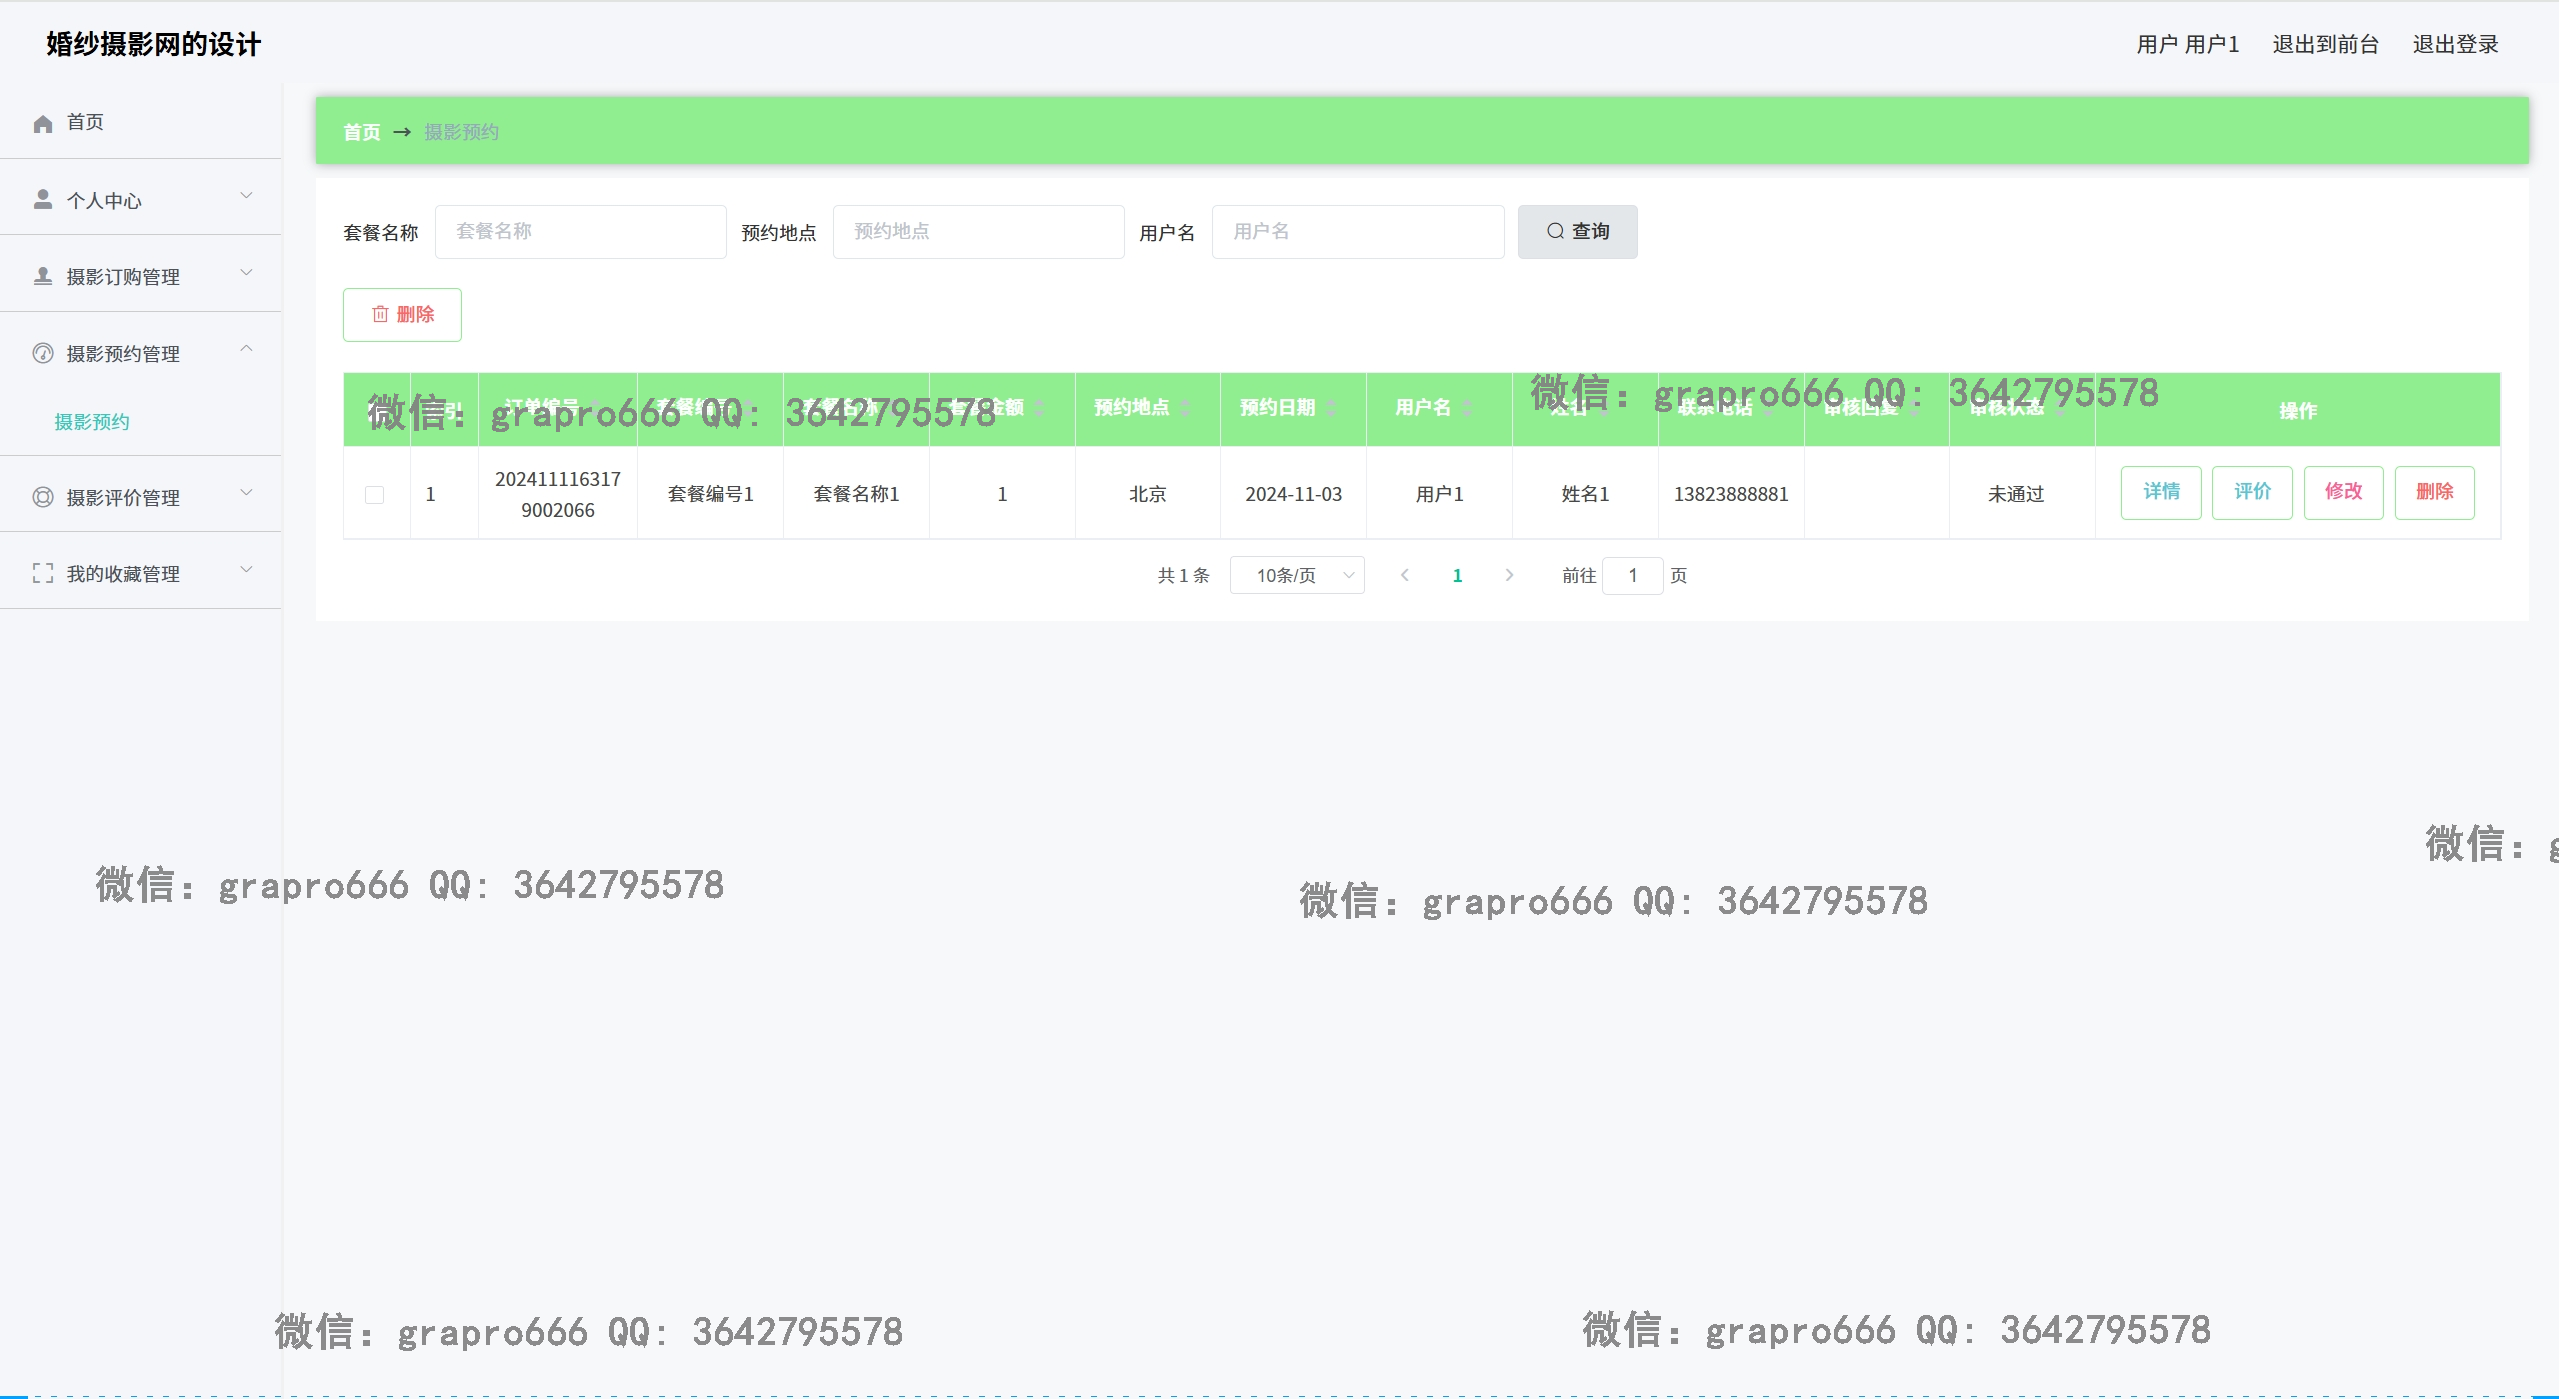 婚纱摄影网的设计
用户 用户1 退出到前台 退出登录
首页
个人中心
摄影订购管理
摄影预约管理
摄影预约
摄影评价管理
我的收藏管理
首页 → 摄影预约
套餐名称 套餐名称 预约地点 预约地点 用户名 用户名 查询
删除
订单编号 套餐编号 套餐名称 金额 预约地点 预约日期 用户名 姓名 联系电话 审核回复 审核状态 操作
1 202411116317 套餐编号1 套餐名称1 1 北京 2024-11-03 用户1 姓名1 13823888881 未通过 详情 评价 修改 删除
9002066
共 1 条 10条/页 1 前往 1 页
微信：grapro666 QQ: 3642795578
微信：grapro666 QQ: 3642795578
微信：g
微信：grapro666 QQ: 3642795578
微信：grapro666 QQ: 3642795578
微信：grapro666 QQ: 3642795578
微信：grapro666 QQ: 3642795578